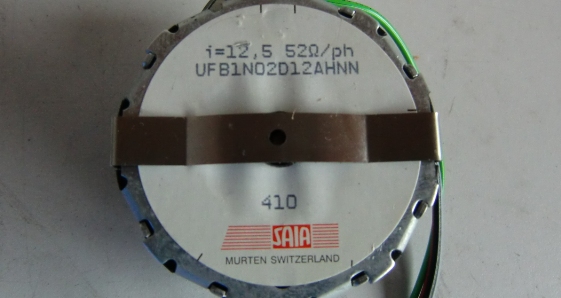 i=12,5 52Ω/ph
UFB1N02D12AHNN
410
SAIA
MURTEN SWITZERLAND